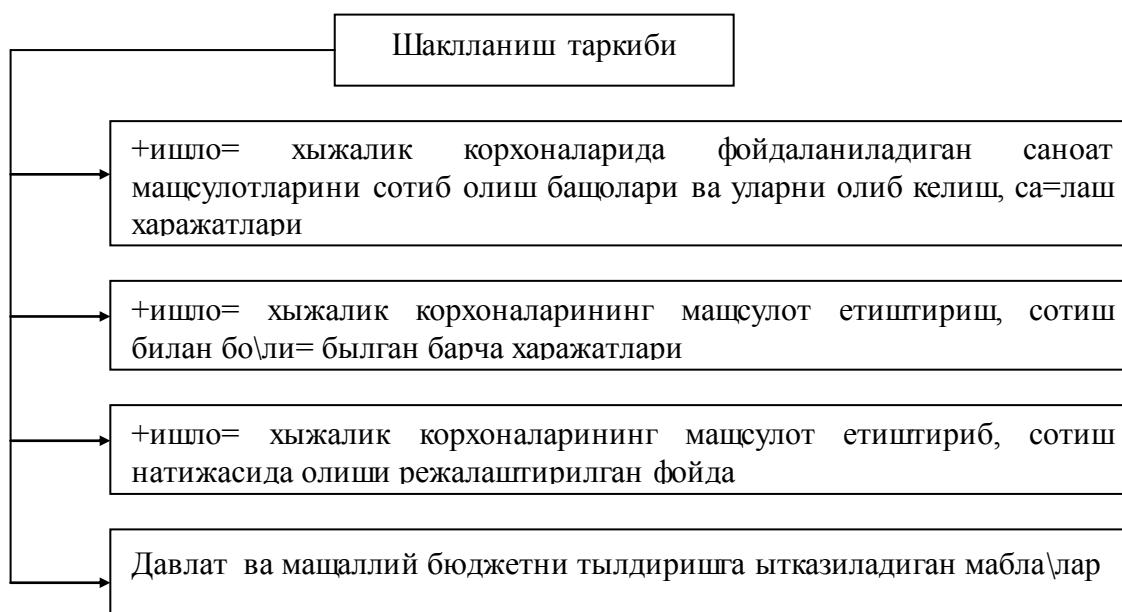 Шаклланиш таркиби
+ишло= хыжалик корхоналарида фойдаланиладиган саноат
мащсулотларини сотиб олиш бащолари ва уларни олиб келиш, са=лаш
харажатлари
+ишло= хыжалик корхоналарининг мащсулот етиштириш, сотиш
билан бо\ли= былган барча харажатлари
+ишло= хыжалик корхоналарининг мащсулот етиштириб, сотиш
натижасида олиши режалаштирилган фойда
Давлат ва мащаллий бюджетни тылдиришга ытказиладиган мабла\лар